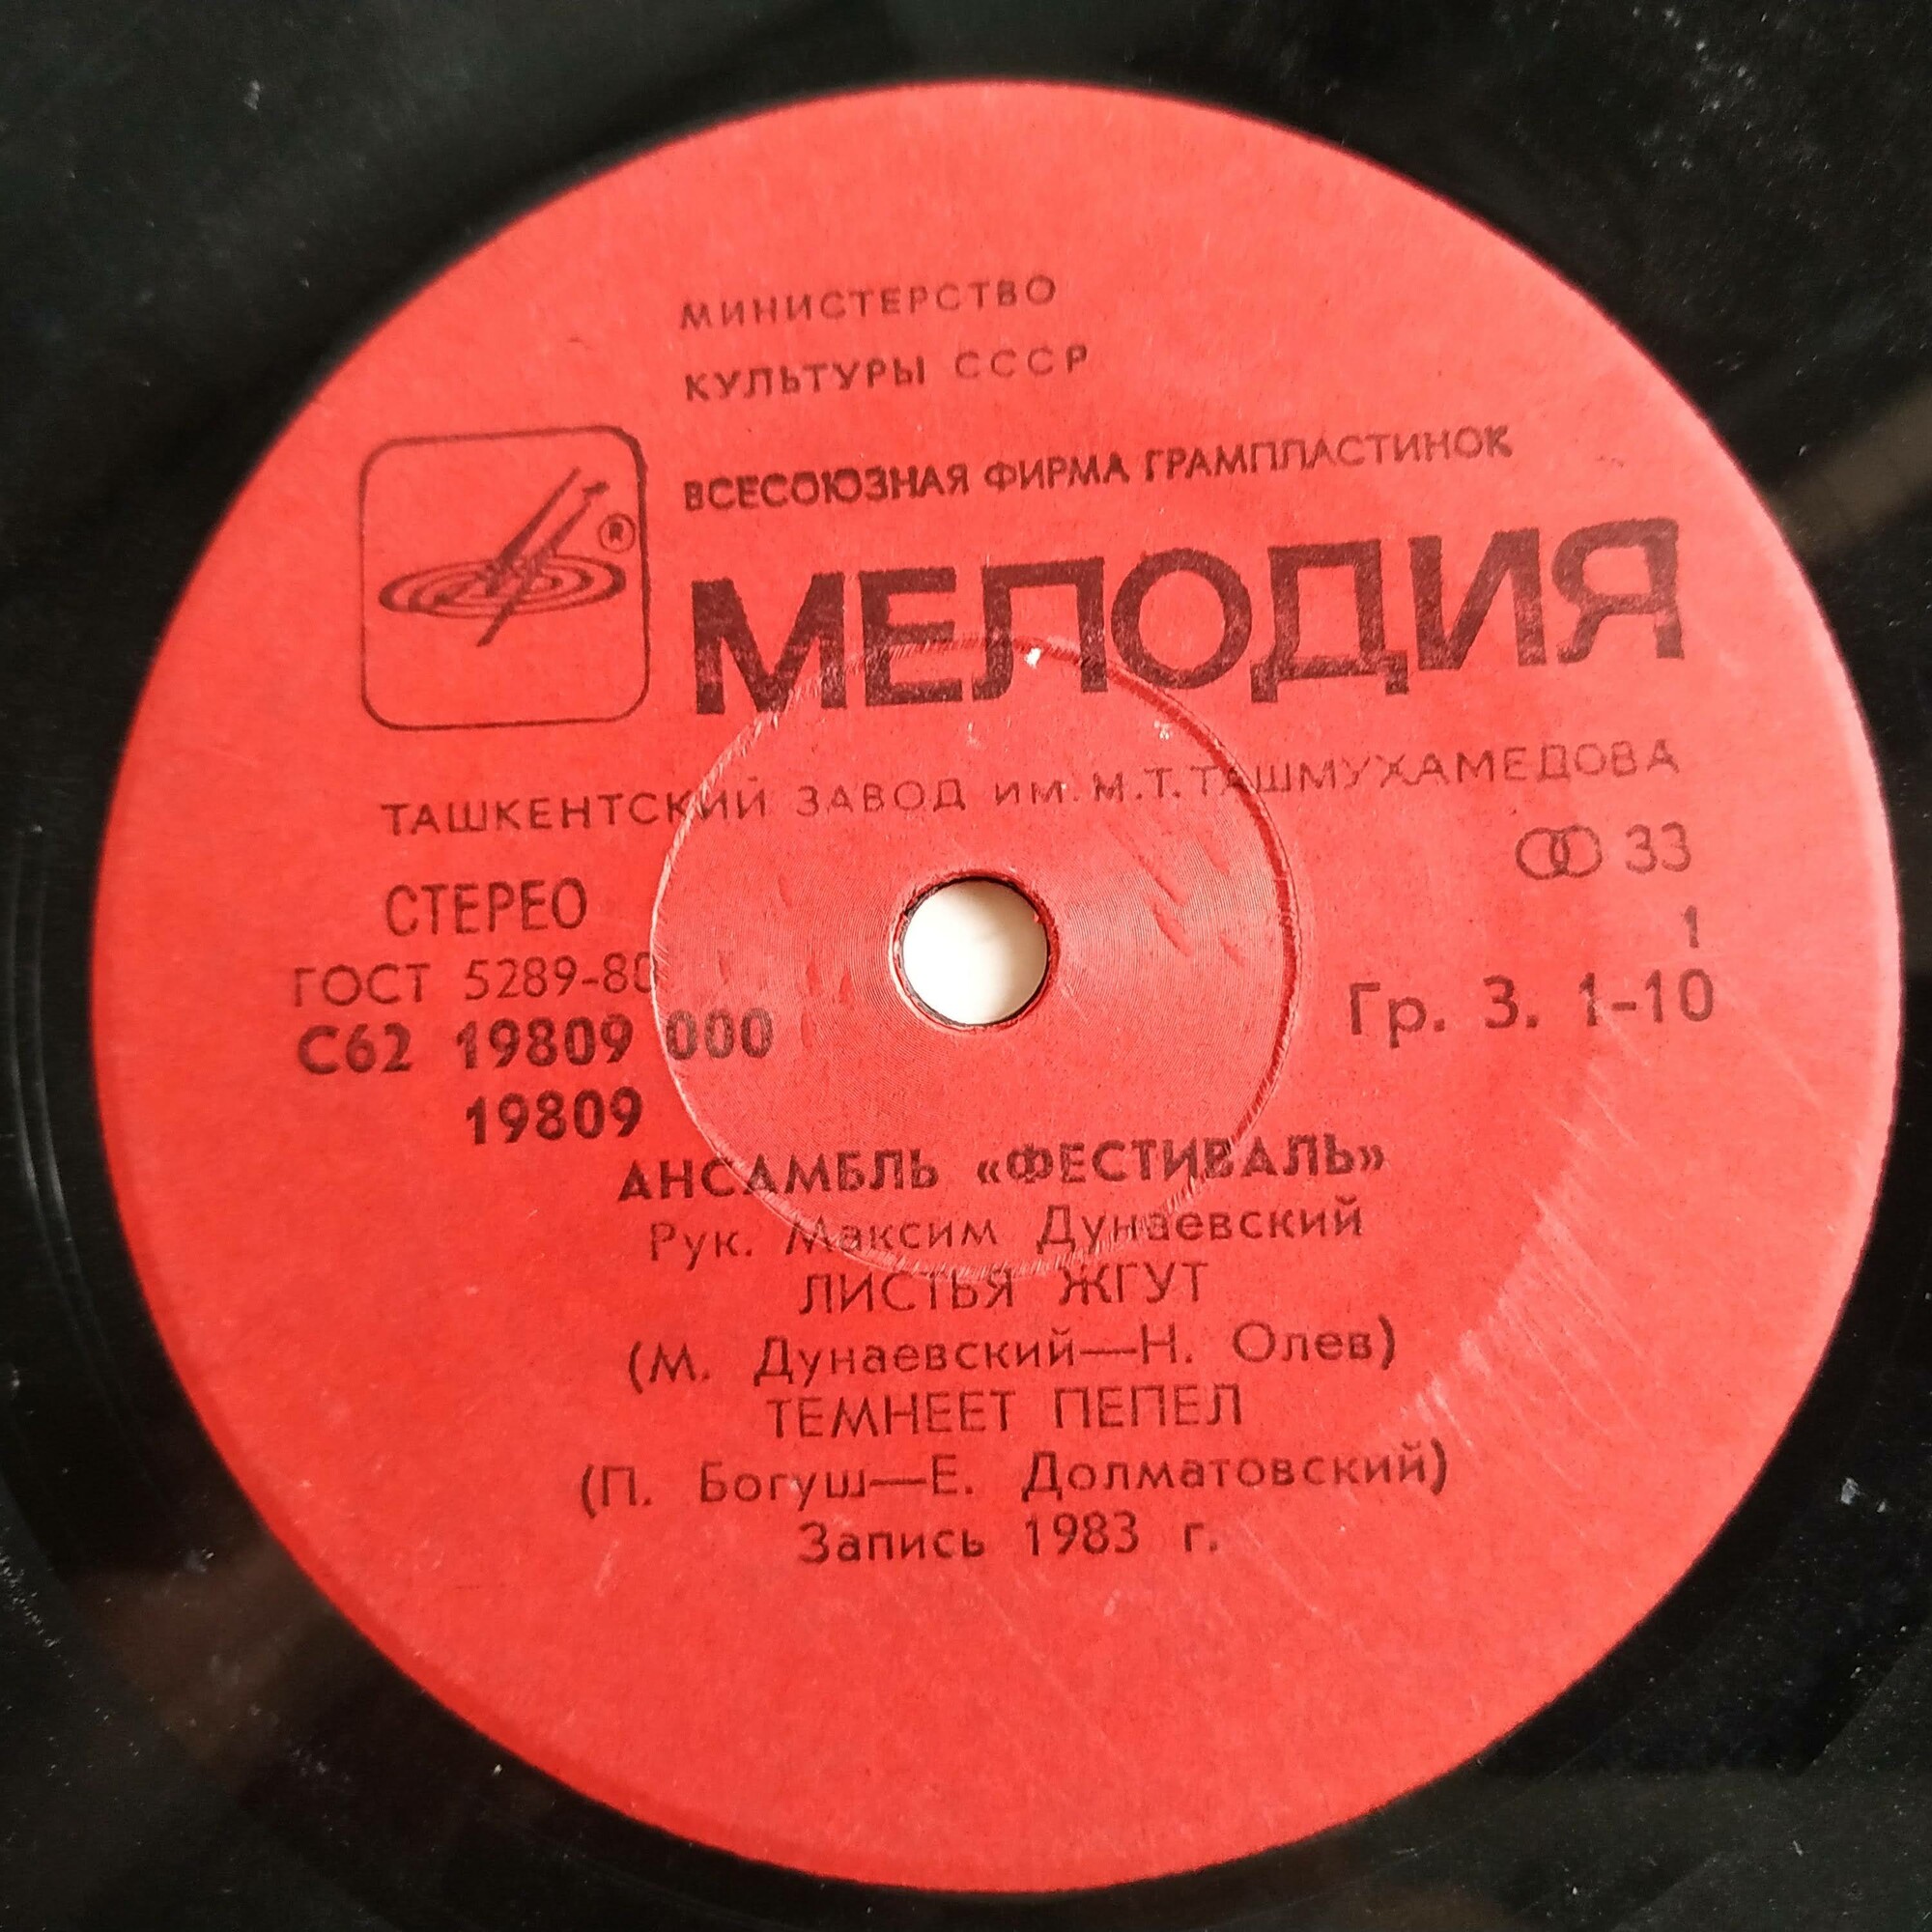 МИНИСТЕРСТВО
КУЛЬТУРЫ СССР
ВСЕСОЮЗНАЯ ФИРМА ГРАМПЛАСТИНОК
®
МЕЛОДИЯ
ТАШКЕНТСКИЙ ЗАВОД ИМ. М.Т. ТАШМУХАМЕДОВА
СТЕРЕО
33
ГОСТ 5289-80
1
С62 19809 000
Гр. 3. 1-10
19809
АНСАМБЛЬ «ФЕСТИВАЛЬ»
Рук. Максим Дунаевский
ЛИСТЬЯ ЖГУТ
(М. Дунаевский—Н. Олев)
ТЕМНЕЕТ ПЕПЕЛ
(П. Богуш—Е. Долматовский)
Запись 1983 г.